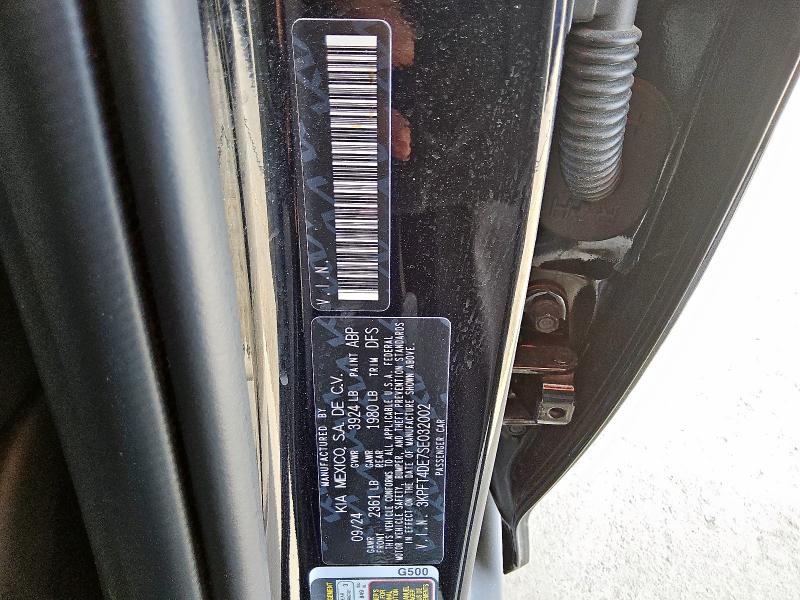 V.I.N.
MANUFACTURED BY
KIA MEXICO, S.A. DE C.V.
09/24 GVWR 3924 LB PAINT ABP
GAWR FRONT 2361 LB GAWR REAR 1980 LB TRIM DFS
THIS VEHICLE CONFORMS TO ALL APPLICABLE U.S.A. FEDERAL
MOTOR VEHICLE SAFETY, BUMPER, AND THEFT PREVENTION STANDARDS
IN EFFECT ON THE DATE OF MANUFACTURE SHOWN ABOVE.
V.I.N. 3KPFT4DE7SE032002
PASSENGER CAR
G500